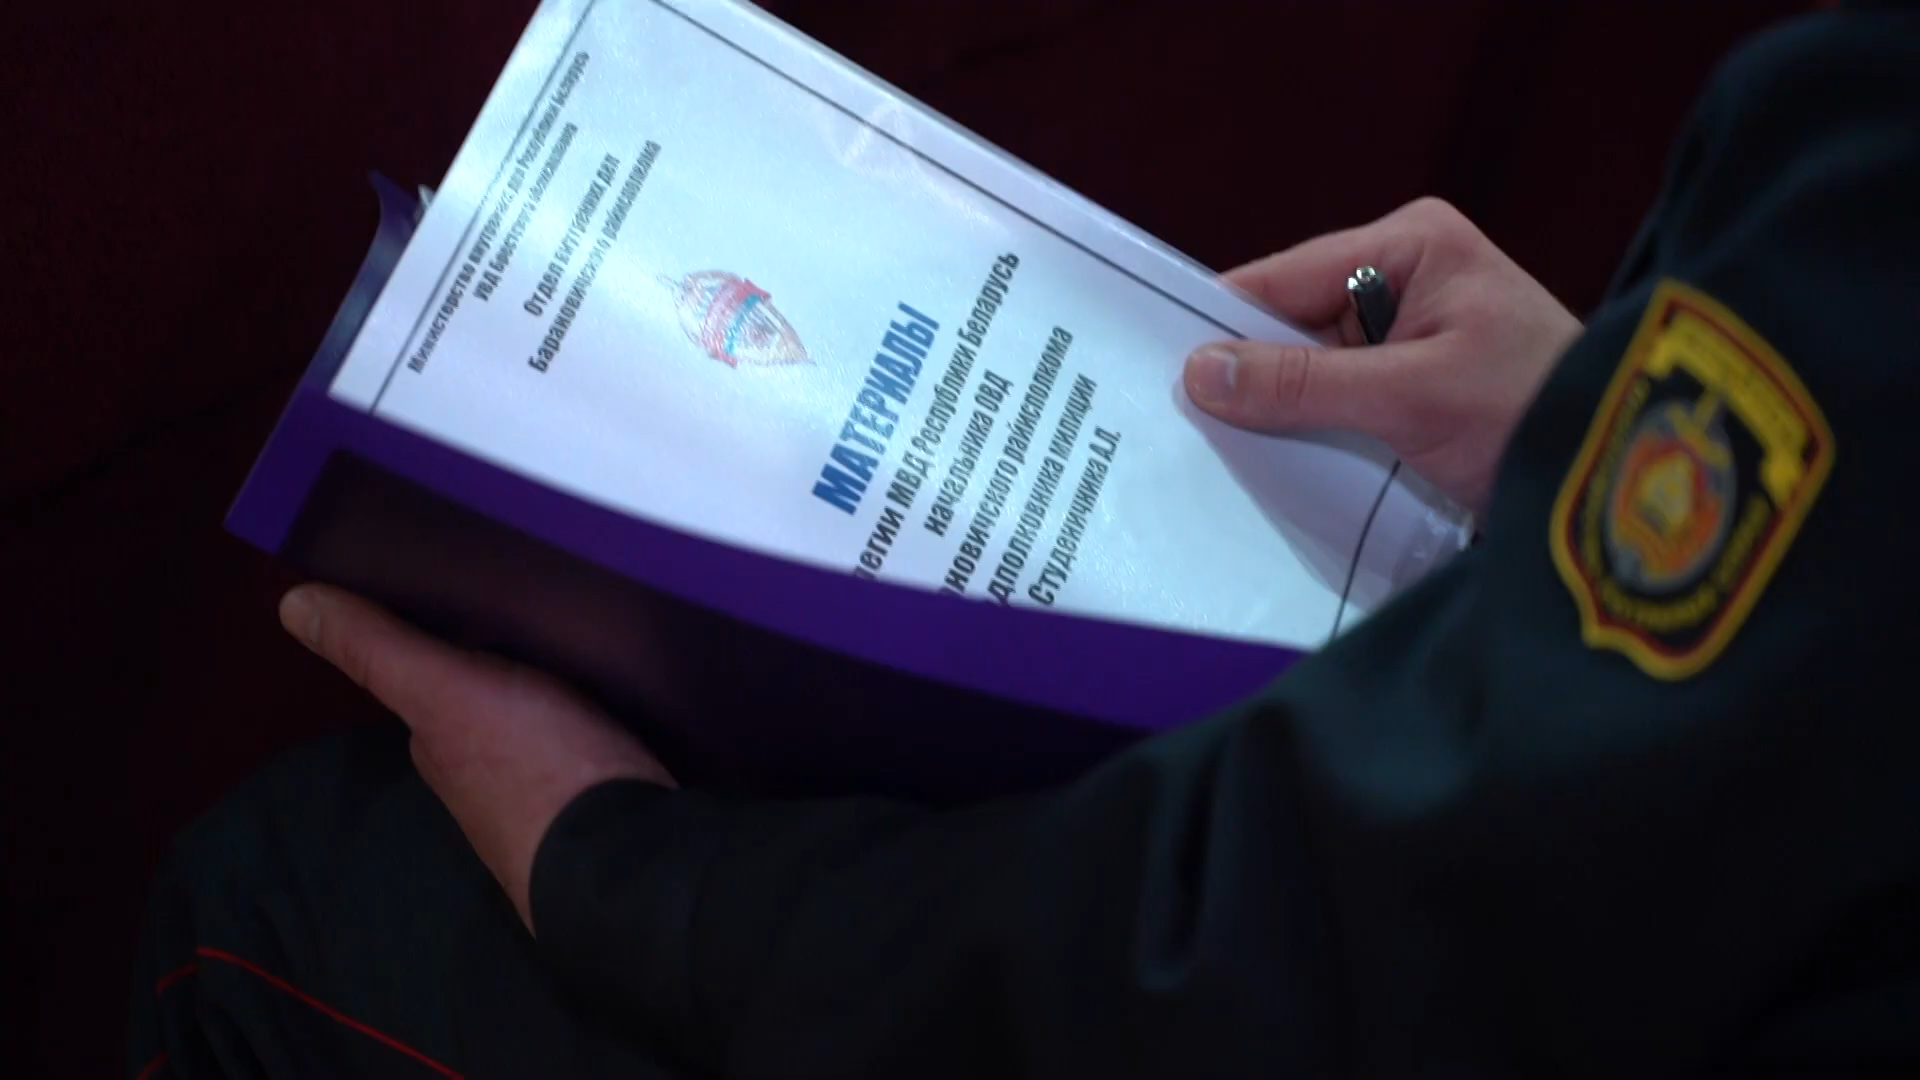 Министерство внутренних дел Республики Беларусь
УВД Брестского облисполкома
Отдел внутренних дел
Барановичского райисполкома
МАТЕРИАЛЫ
легии МВД Республики Беларусь
начальника ОВД
новичского райисполкома
дполковника милиции
Студеничника А.Л.